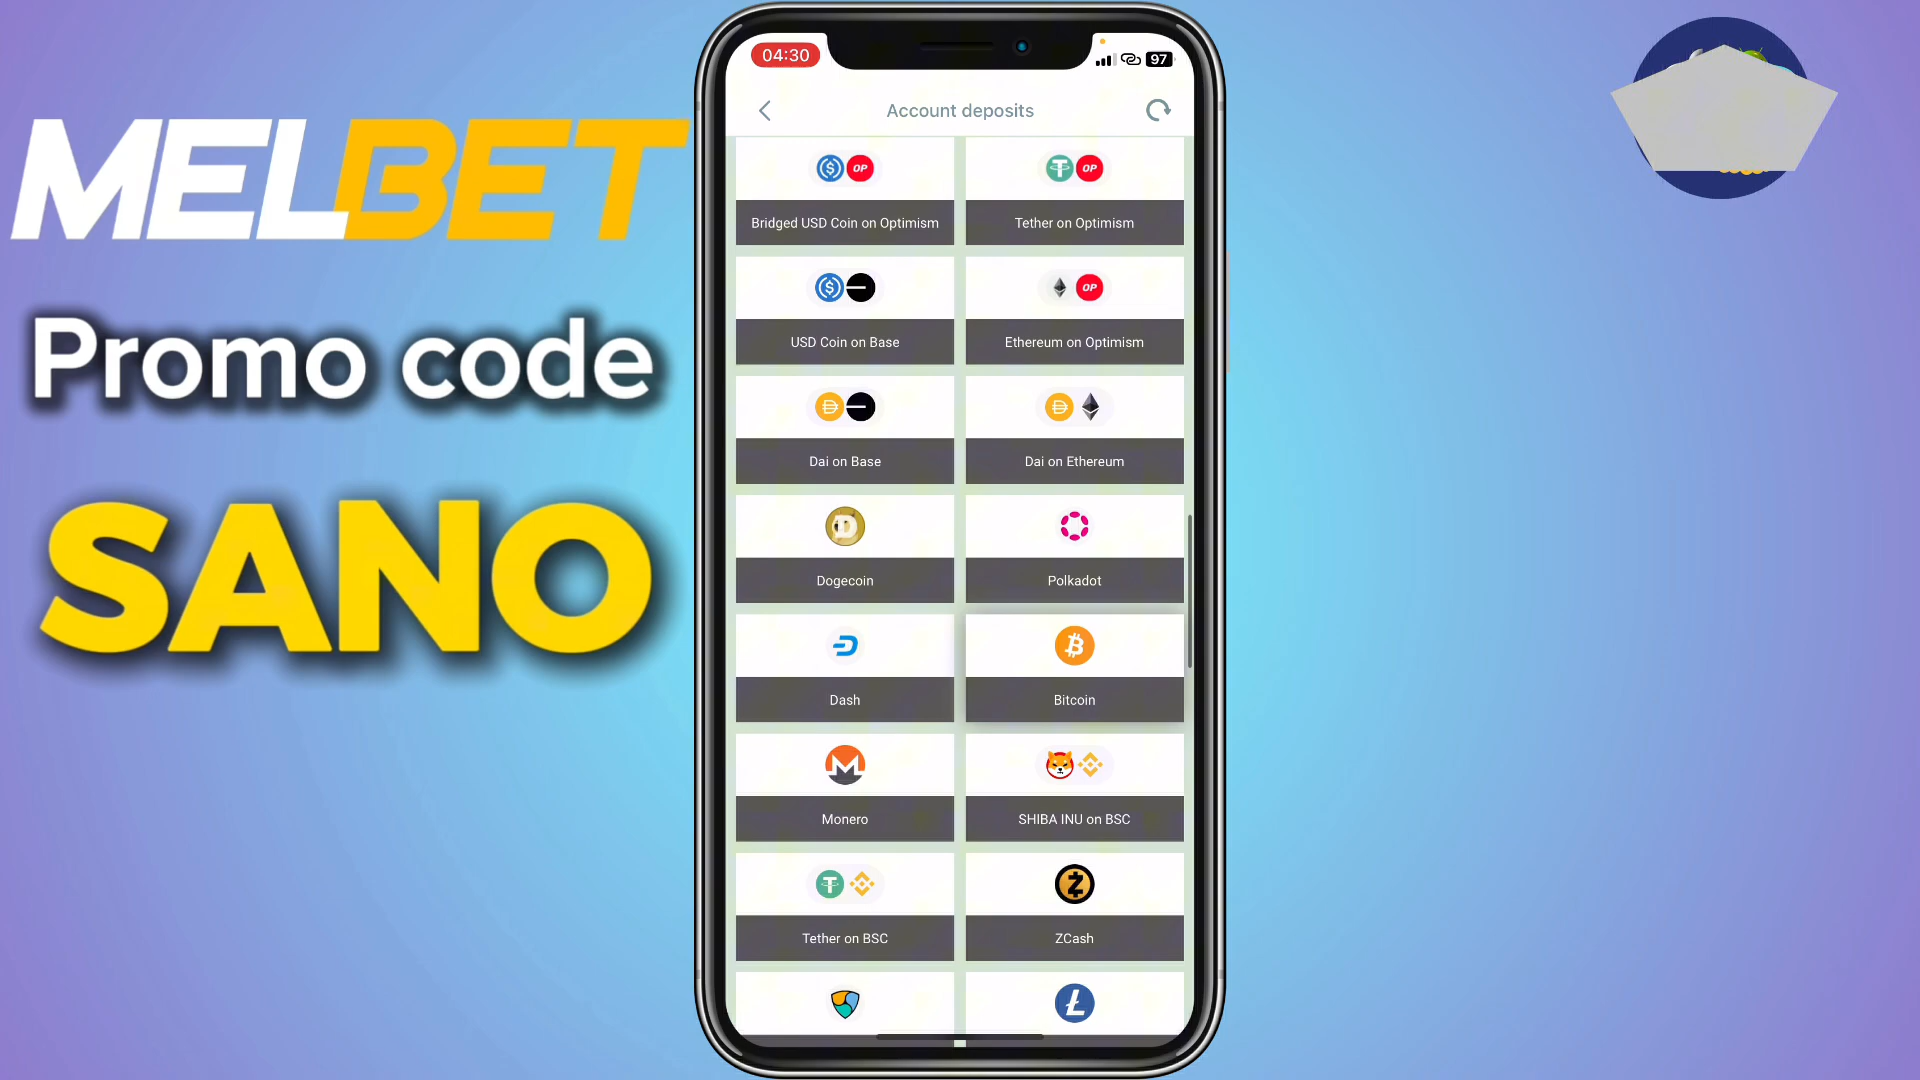 MELBET
Promo code
SANO
04:30
97
Account deposits
OP
OP
Bridged USD Coin on Optimism
Tether on Optimism
OP
USD Coin on Base
Ethereum on Optimism
Dai on Base
Dai on Ethereum
Dogecoin
Polkadot
Dash
Bitcoin
Monero
SHIBA INU on BSC
Tether on BSC
ZCash